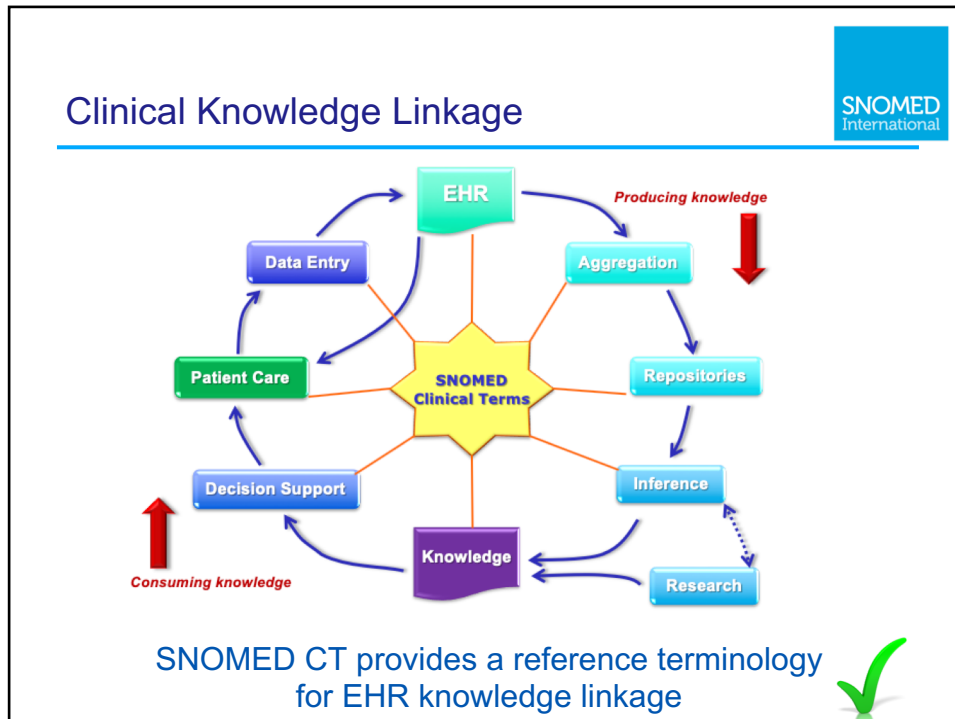 Clinical Knowledge Linkage
SNOMED
International
EHR
Producing knowledge
Data Entry
Aggregation
Patient Care
SNOMED
Clinical Terms
Repositories
Decision Support
Inference
Knowledge
Consuming knowledge
Research
SNOMED CT provides a reference terminology
for EHR knowledge linkage